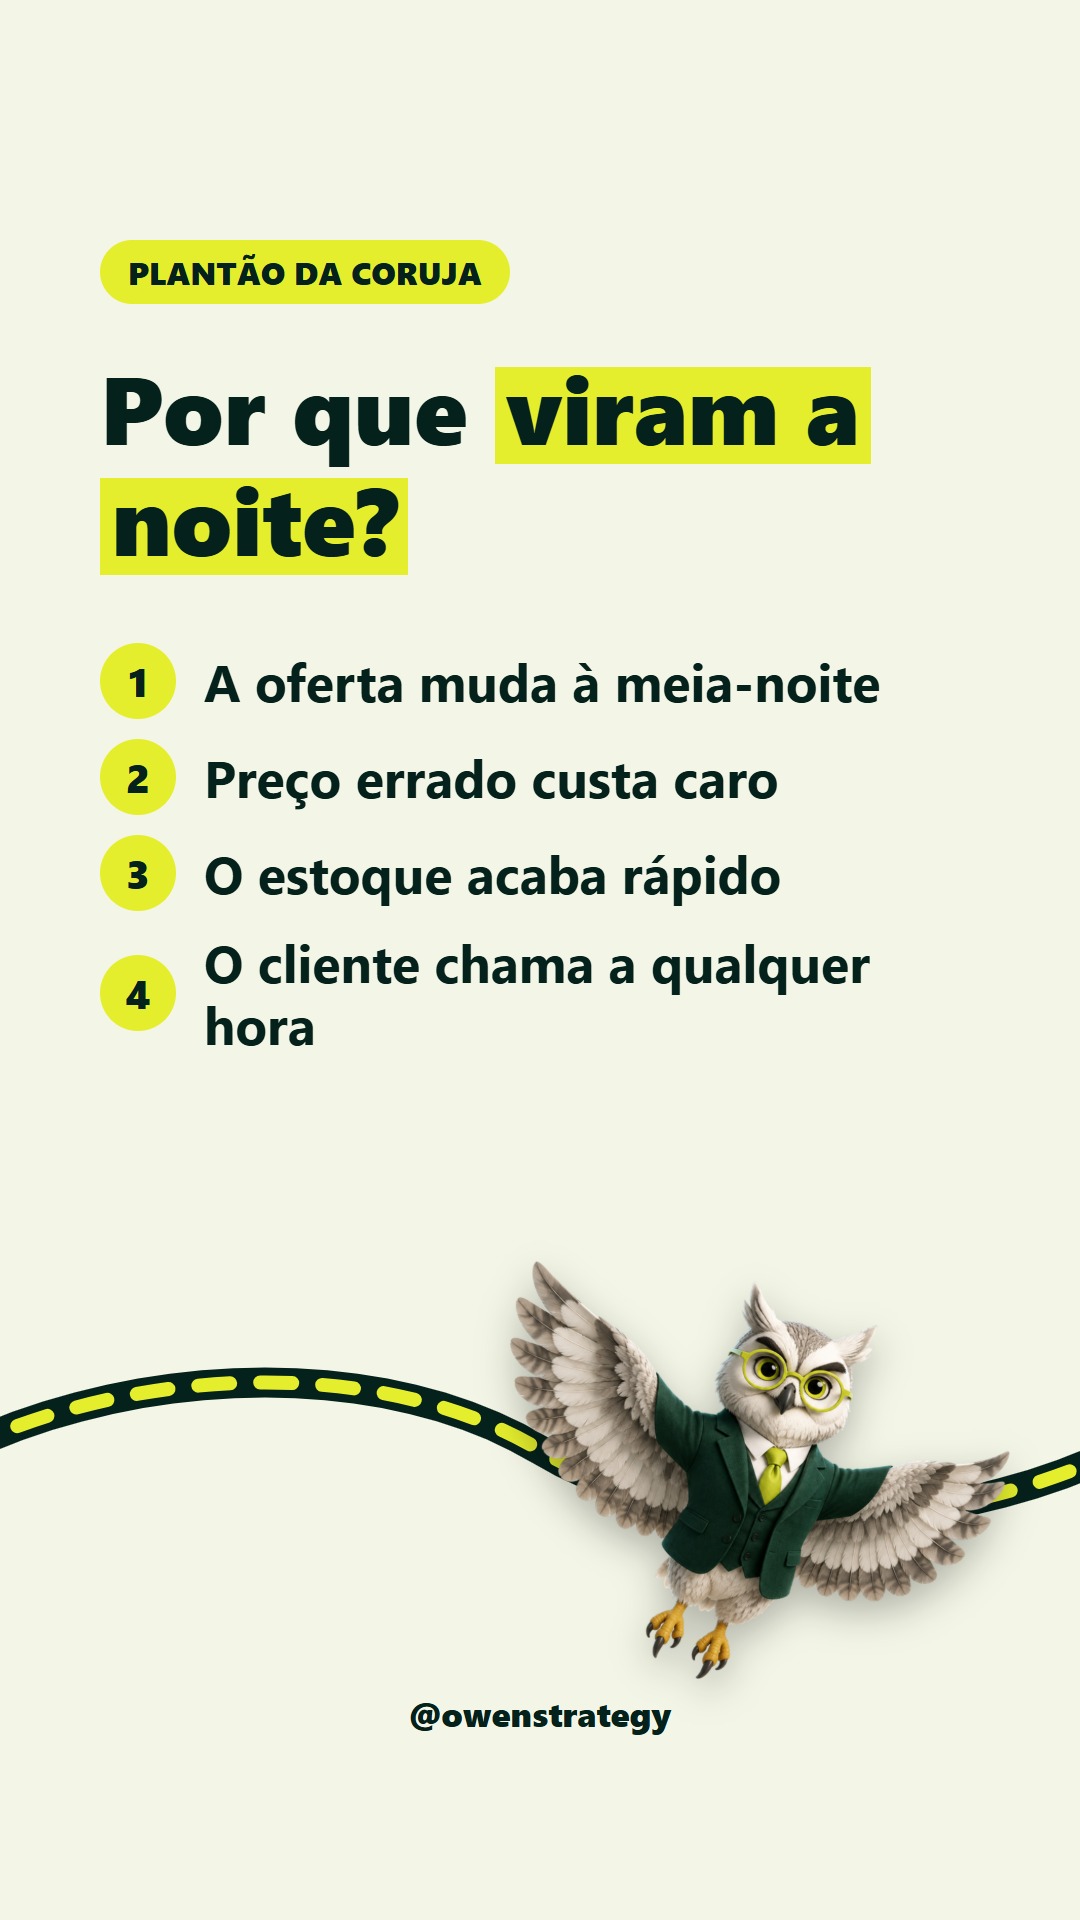 PLANTÃO DA CORUJA
Por que viram a
noite?
1 A oferta muda à meia-noite
2 Preço errado custa caro
3 O estoque acaba rápido
4 O cliente chama a qualquer
hora
@owenstrategy